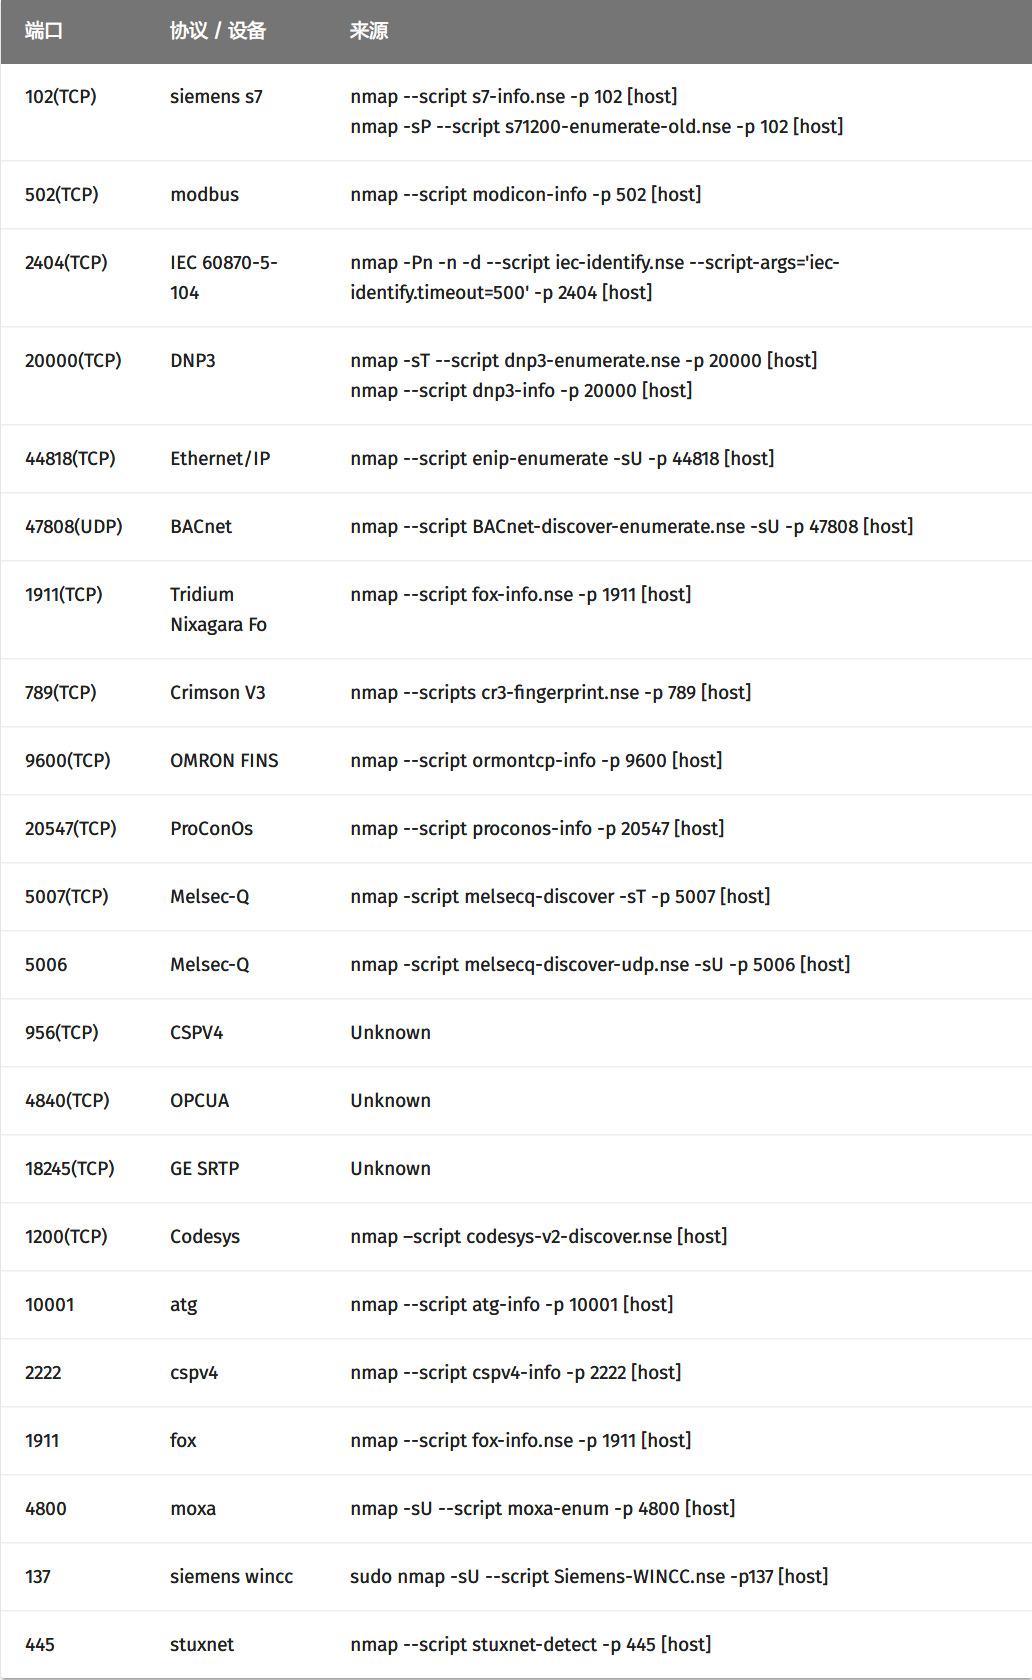 端口 协议 / 设备 来源
102(TCP) siemens s7 nmap --script s7-info.nse -p 102 [host]
nmap -sP --script s71200-enumerate-old.nse -p 102 [host]
502(TCP) modbus nmap --script modicon-info -p 502 [host]
2404(TCP) IEC 60870-5- nmap -Pn -n -d --script iec-identify.nse --script-args='iec-
104 identify.timeout=500' -p 2404 [host]
20000(TCP) DNP3 nmap -sT --script dnp3-enumerate.nse -p 20000 [host]
nmap --script dnp3-info -p 20000 [host]
44818(TCP) Ethernet/IP nmap --script enip-enumerate -sU -p 44818 [host]
47808(UDP) BACnet nmap --script BACnet-discover-enumerate.nse -sU -p 47808 [host]
1911(TCP) Tridium nmap --script fox-info.nse -p 1911 [host]
Nixagara Fo
789(TCP) Crimson V3 nmap --scripts cr3-fingerprint.nse -p 789 [host]
9600(TCP) OMRON FINS nmap --script ormontcp-info -p 9600 [host]
20547(TCP) ProConOs nmap --script proconos-info -p 20547 [host]
5007(TCP) Melsec-Q nmap -script melsecq-discover -sT -p 5007 [host]
5006 Melsec-Q nmap -script melsecq-discover-udp.nse -sU -p 5006 [host]
956(TCP) CSPV4 Unknown
4840(TCP) OPCUA Unknown
18245(TCP) GE SRTP Unknown
1200(TCP) Codesys nmap –script codesys-v2-discover.nse [host]
10001 atg nmap --script atg-info -p 10001 [host]
2222 cspv4 nmap --script cspv4-info -p 2222 [host]
1911 fox nmap --script fox-info.nse -p 1911 [host]
4800 moxa nmap -sU --script moxa-enum -p 4800 [host]
137 siemens wincc sudo nmap -sU --script Siemens-WINCC.nse -p137 [host]
445 stuxnet nmap --script stuxnet-detect -p 445 [host]